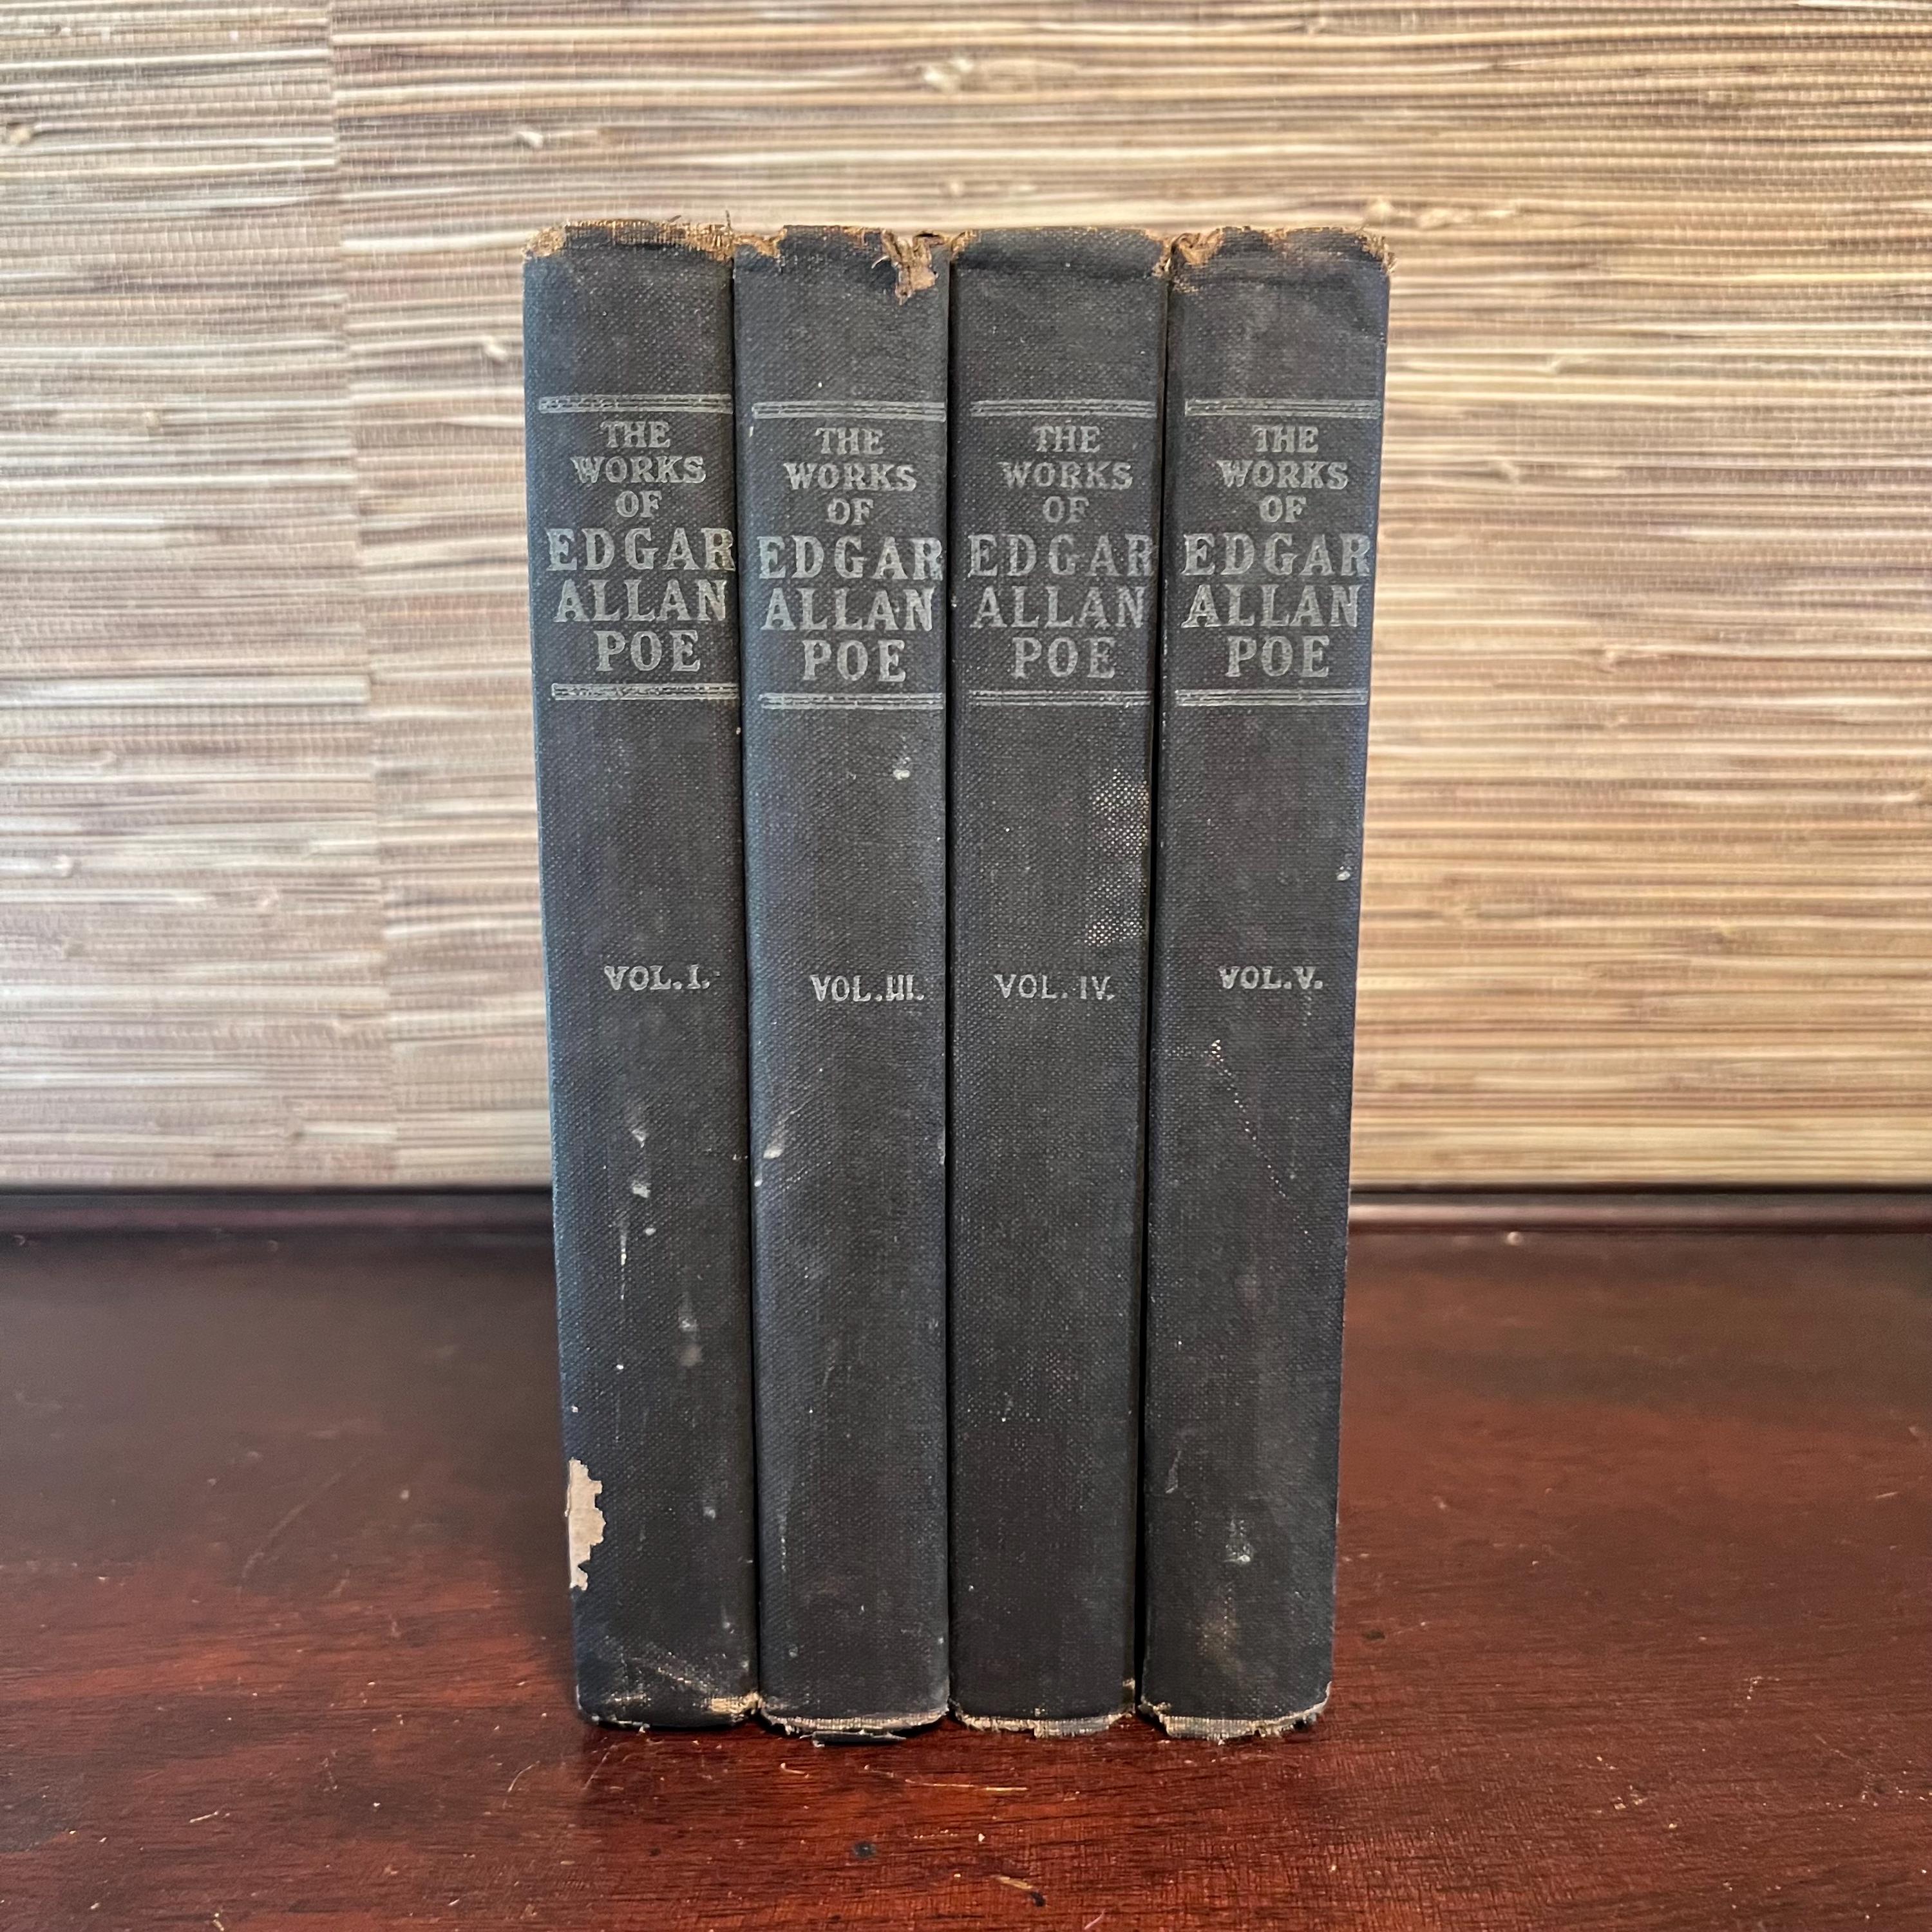 THE
WORKS
OF
EDGAR
ALLAN
POE
VOL.I.
THE
WORKS
OF
EDGAR
ALLAN
POE
VOL.III.
THE
WORKS
OF
EDGAR
ALLAN
POE
VOL. IV.
THE
WORKS
OF
EDGAR
ALLAN
POE
VOL.V.